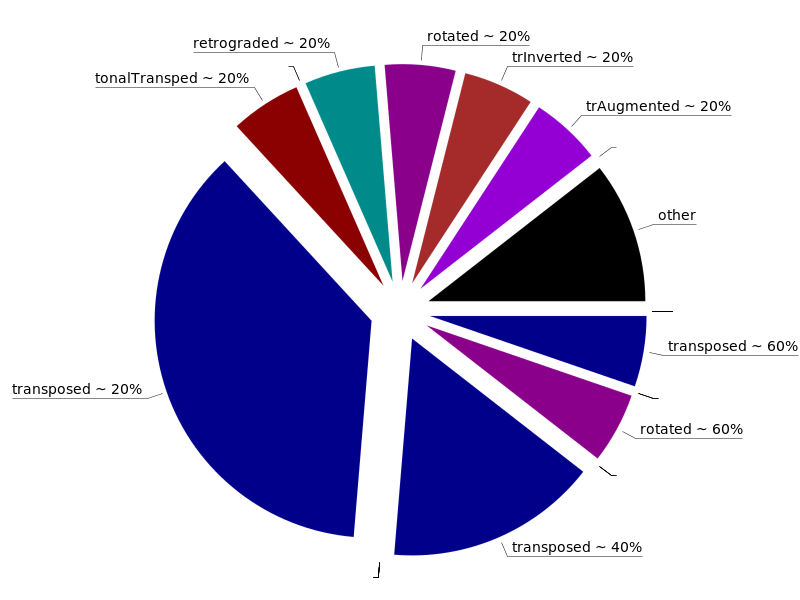 rotated ~ 20%
retrograded ~ 20%
trInverted ~ 20%
tonalTransped ~ 20%
trAugmented ~ 20%
other
transposed ~ 60%
transposed ~ 20%
rotated ~ 60%
transposed ~ 40%